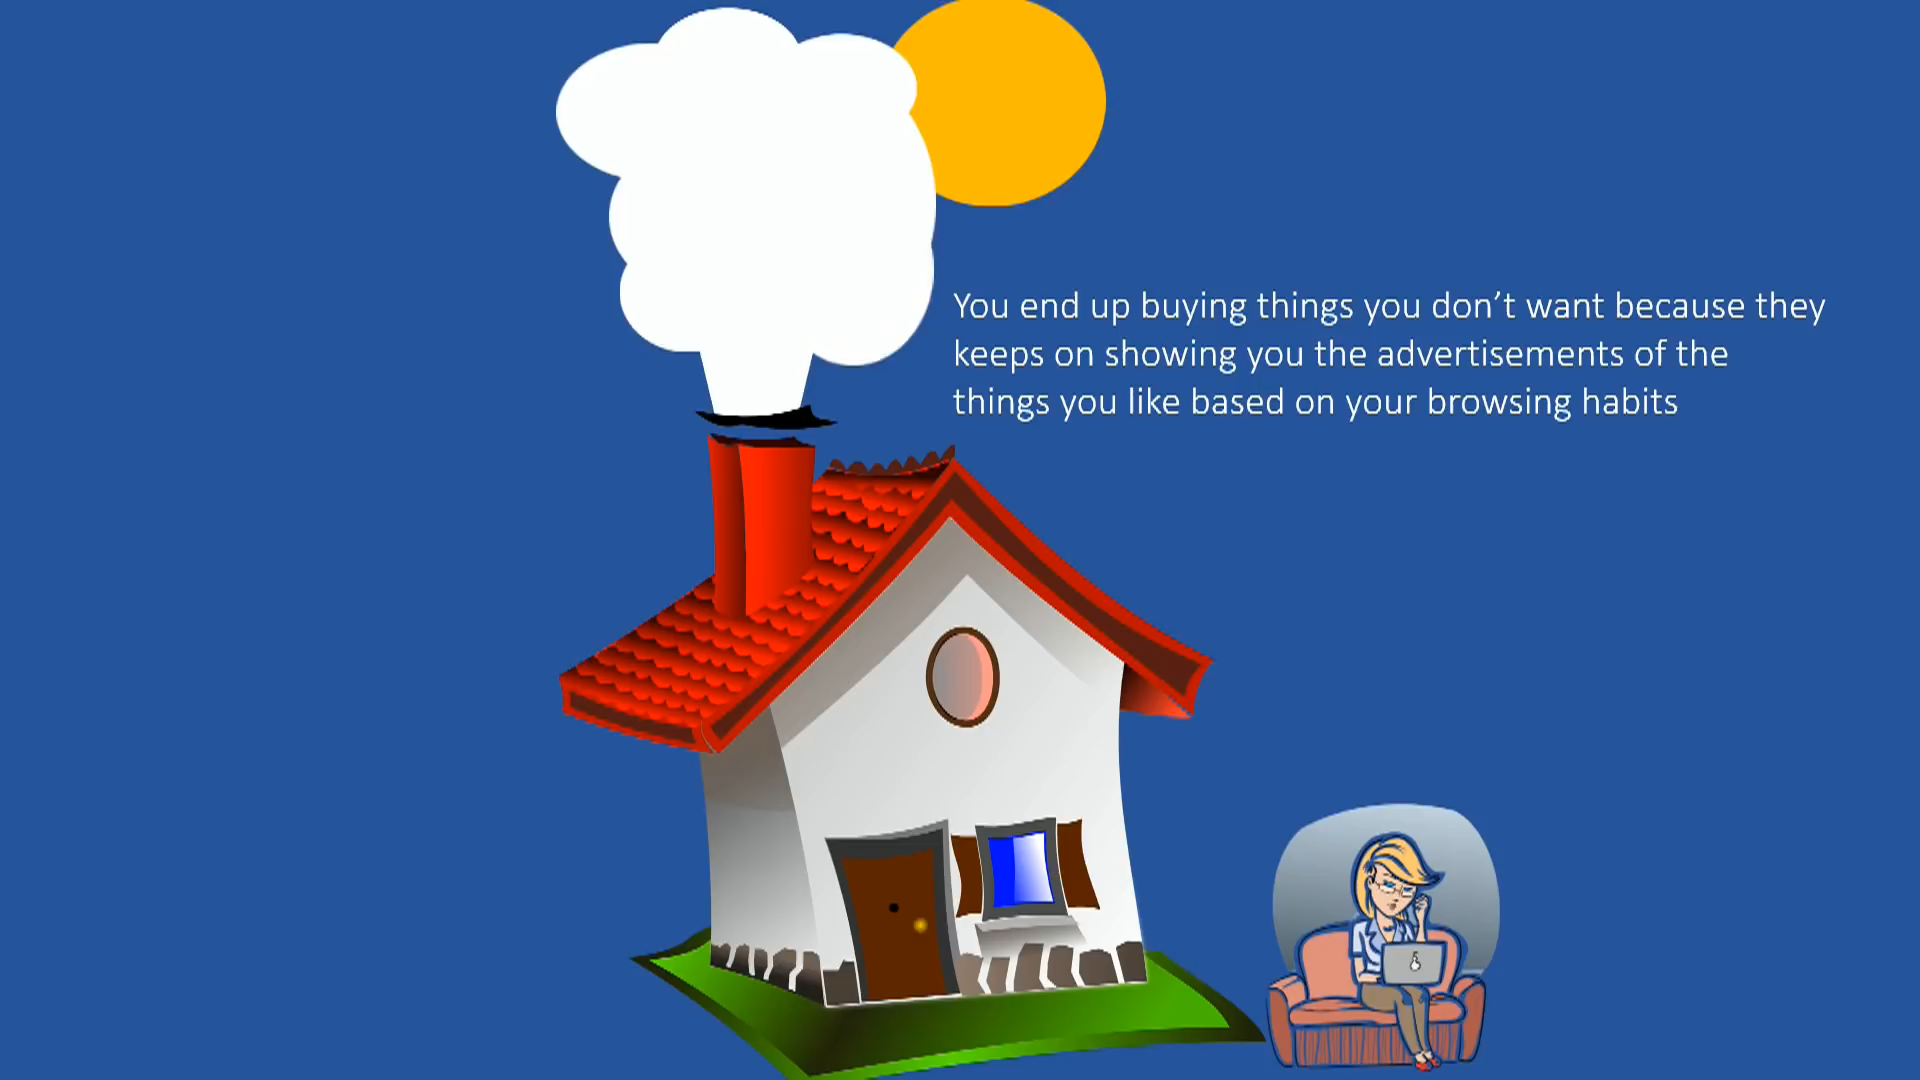 You end up buying things you don’t want because they
keeps on showing you the advertisements of the
things you like based on your browsing habits